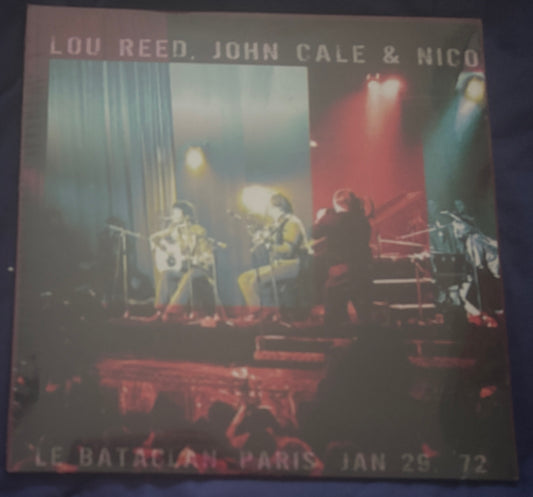 LOU REED, JOHN CALE & NICO
LE BATACLAN PARIS JAN 29, '72